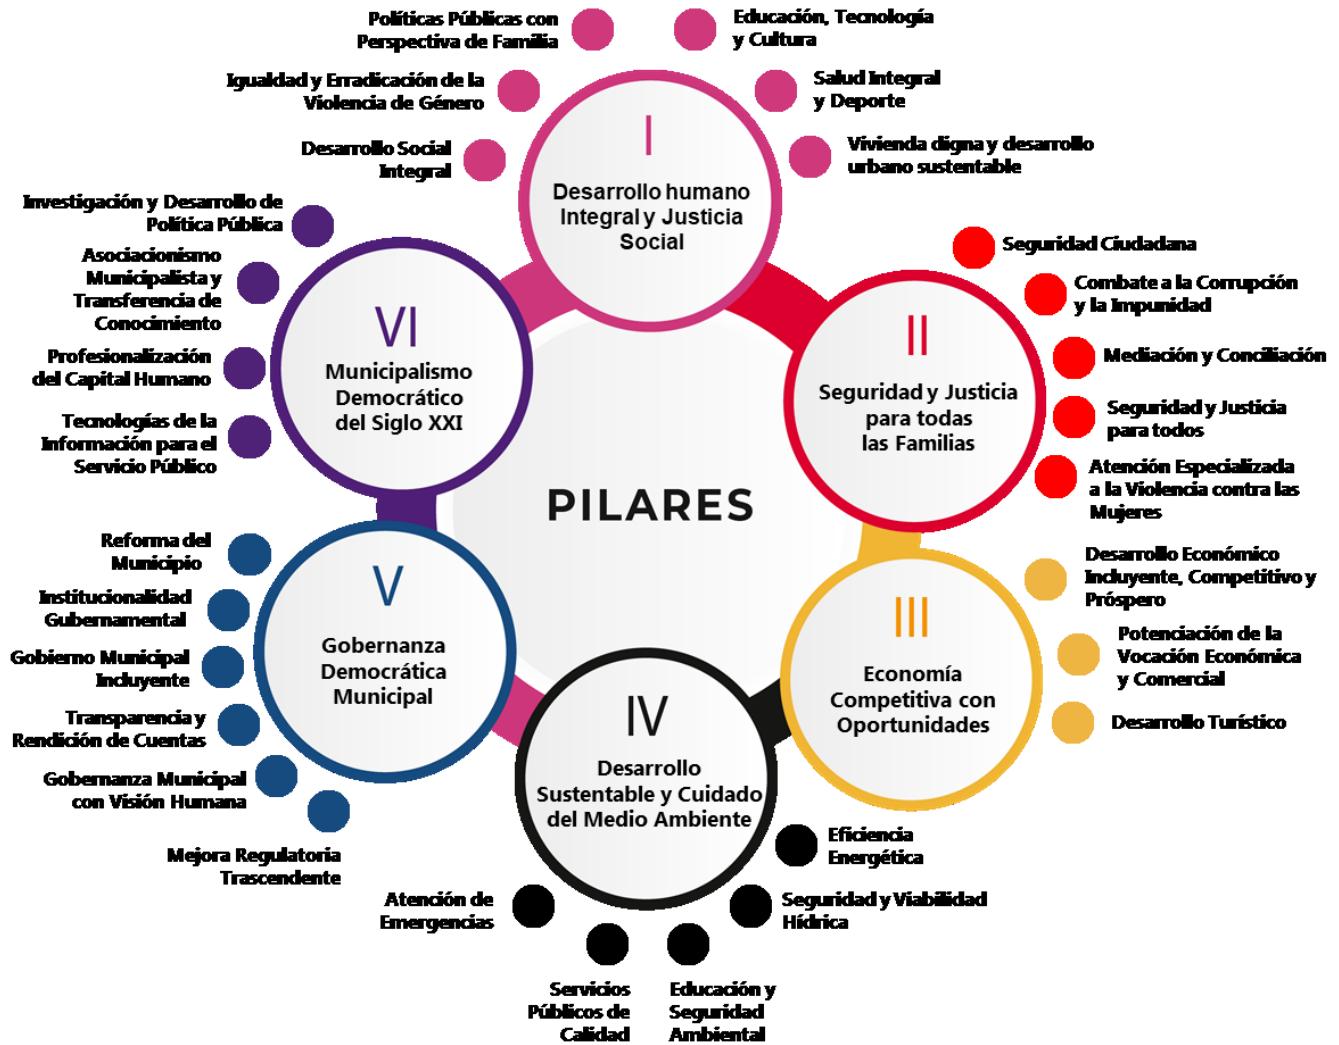 PILARES
I
Desarrollo humano
Integral y Justicia
Social
Desarrollo Social
Integral
Igualdad y Erradicación de la
Violencia de Género
Políticas Públicas con
Perspectiva de Familia
Educación, Tecnología
y Cultura
Salud Integral
y Deporte
Vivienda digna y desarrollo
urbano sustentable
II
Seguridad y Justicia
para todas
las Familias
Seguridad Ciudadana
Combate a la Corrupción
y la Impunidad
Mediación y Conciliación
Seguridad y Justicia
para todos
Atención Especializada
a la Violencia contra las
Mujeres
III
Economía
Competitiva con
Oportunidades
Desarrollo Económico
Incluyente, Competitivo y
Próspero
Potenciación de la
Vocación Económica
y Comercial
Desarrollo Turístico
IV
Desarrollo
Sustentable y Cuidado
del Medio Ambiente
Eficiencia
Energética
Seguridad y Viabilidad
Hídrica
Educación y
Seguridad
Ambiental
Servicios
Públicos de
Calidad
Atención de
Emergencias
V
Gobernanza
Democrática
Municipal
Reforma del
Municipio
Institucionalidad
Gubernamental
Gobierno Municipal
Incluyente
Transparencia y
Rendición de Cuentas
Gobernanza Municipal
con Visión Humana
Mejora Regulatoria
Trascendente
VI
Municipalismo
Democrático
del Siglo XXI
Investigación y Desarrollo de
Política Pública
Asociacionismo
Municipalista y
Transferencia de
Conocimiento
Profesionalización
del Capital Humano
Tecnologías de la
Información para el
Servicio Público